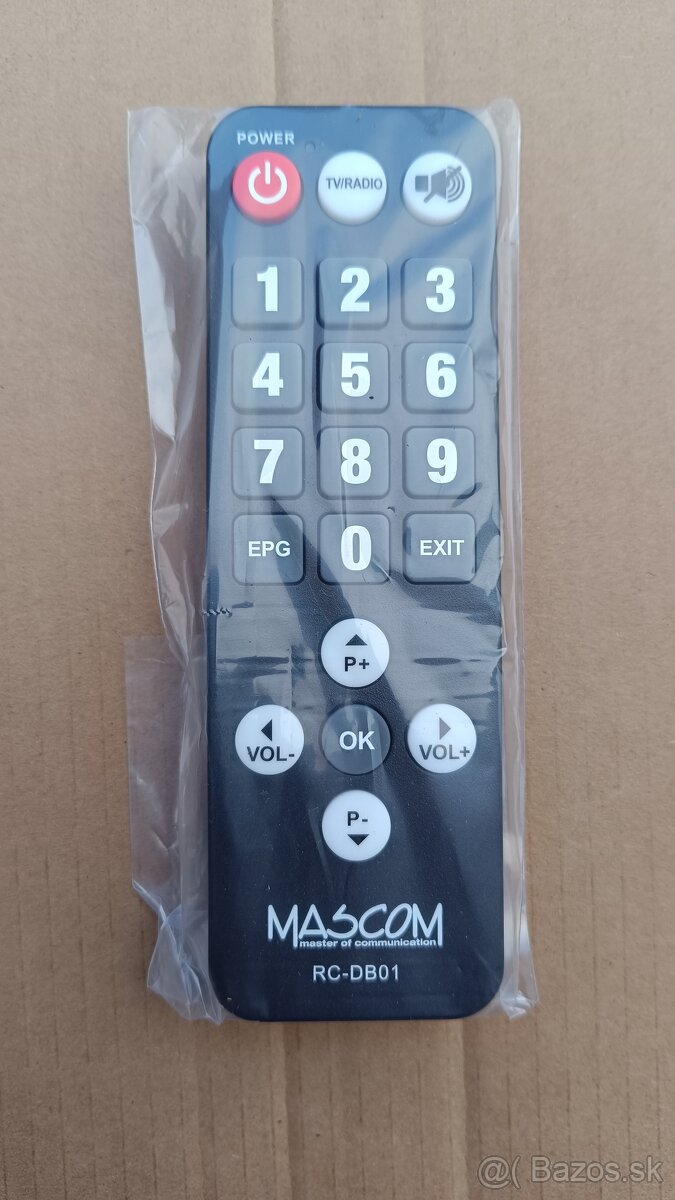 POWER
TV/RADIO
1 2 3
4 5 6
7 8 9
EPG 0 EXIT
P+
VOL- OK VOL+
P-
MASCOM
master of communication
RC-DB01
@( Bazos.sk